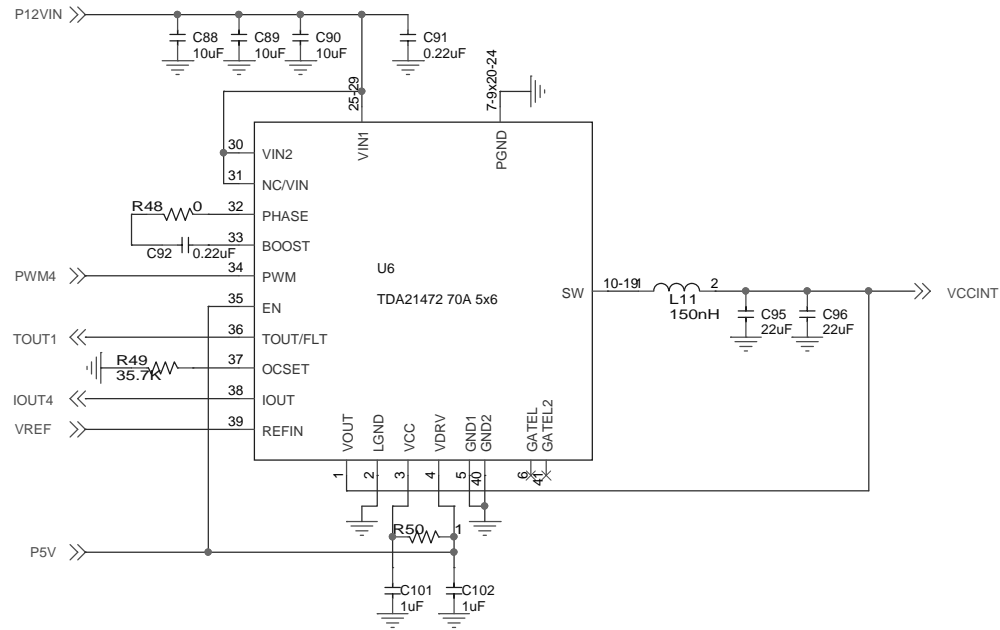 P12VIN
C88
10uF
C89
10uF
C90
10uF
C91
0.22uF
25-29
7-9x20-24
VIN1
PGND
30
VIN2
31
NC/VIN
R48
0
32
PHASE
C92
0.22uF
33
BOOST
PWM4
34
PWM
35
EN
TOUT1
36
TOUT/FLT
R49
35.7K
37
OCSET
IOUT4
38
IOUT
VREF
39
REFIN
U6
TDA21472 70A 5x6
SW
10-19
1
2
L11
150nH
C95
22uF
C96
22uF
VCCINT
VOUT
LGND
VCC
VDRV
GND1
GND2
GATEL
GATEL2
1
2
3
4
5
40
6
41
R50
1
P5V
C101
1uF
C102
1uF